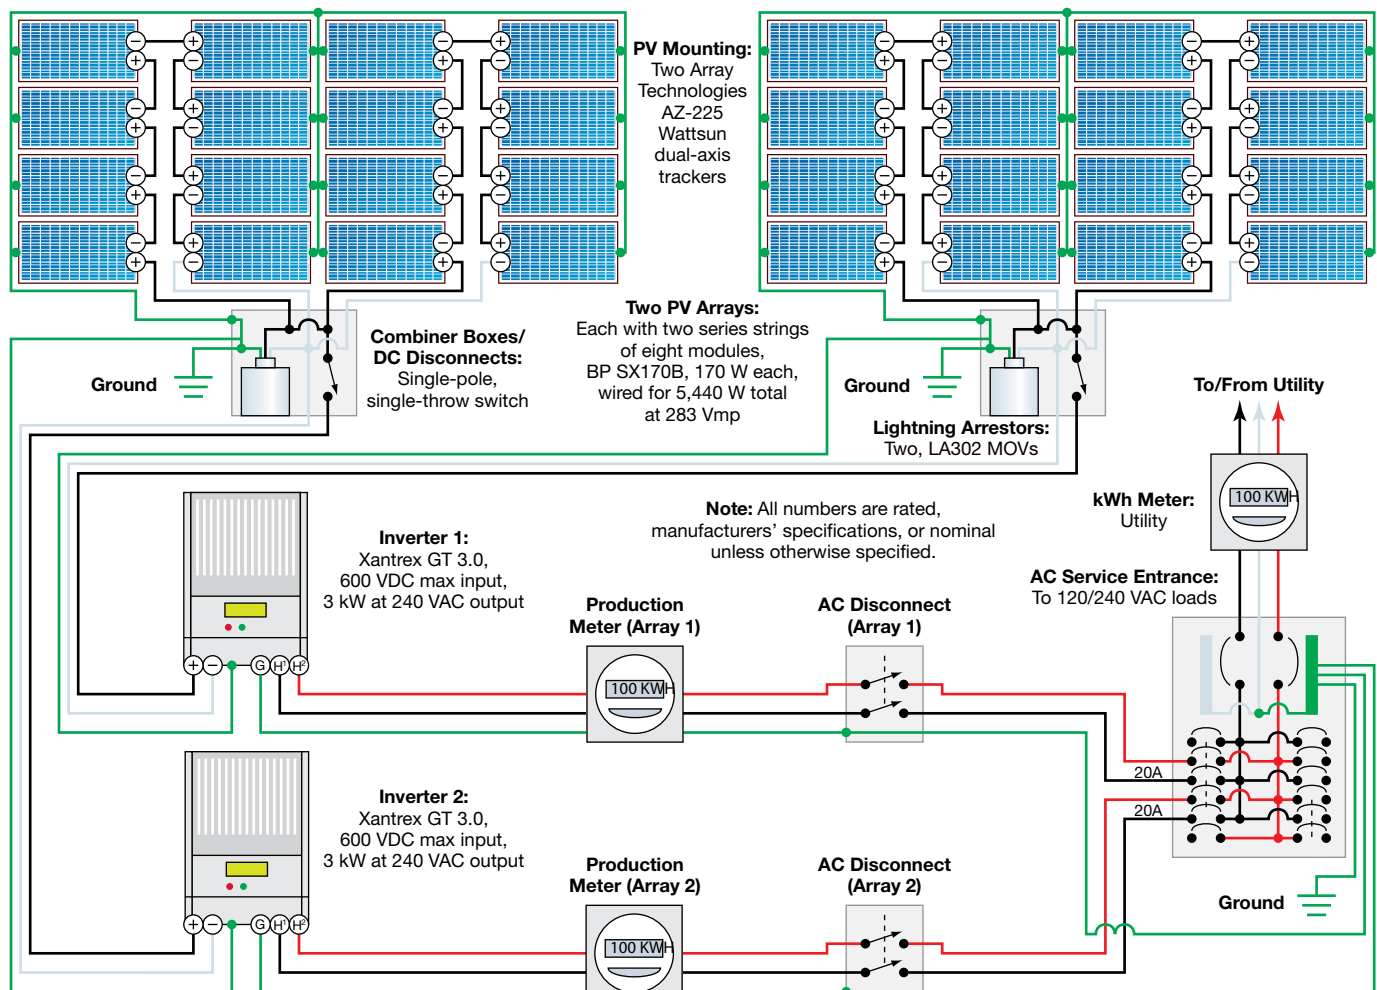 PV Mounting:
Two Array
Technologies
AZ-225
Wattsun
dual-axis
trackers
Combiner Boxes/
DC Disconnects:
Single-pole,
single-throw switch
Two PV Arrays:
Each with two series strings
of eight modules,
BP SX170B, 170 W each,
wired for 5,440 W total
at 283 Vmp
Ground
Ground
Lightning Arrestors:
Two, LA302 MOVs
To/From Utility
kWh Meter:
Utility
100 KWH
Note: All numbers are rated,
manufacturers’ specifications, or nominal
unless otherwise specified.
Inverter 1:
Xantrex GT 3.0,
600 VDC max input,
3 kW at 240 VAC output
AC Service Entrance:
To 120/240 VAC loads
Production
Meter (Array 1)
100 KWH
AC Disconnect
(Array 1)
+ − G H¹ H²
20A
20A
Inverter 2:
Xantrex GT 3.0,
600 VDC max input,
3 kW at 240 VAC output
Production
Meter (Array 2)
100 KWH
AC Disconnect
(Array 2)
Ground
+ − G H¹ H²